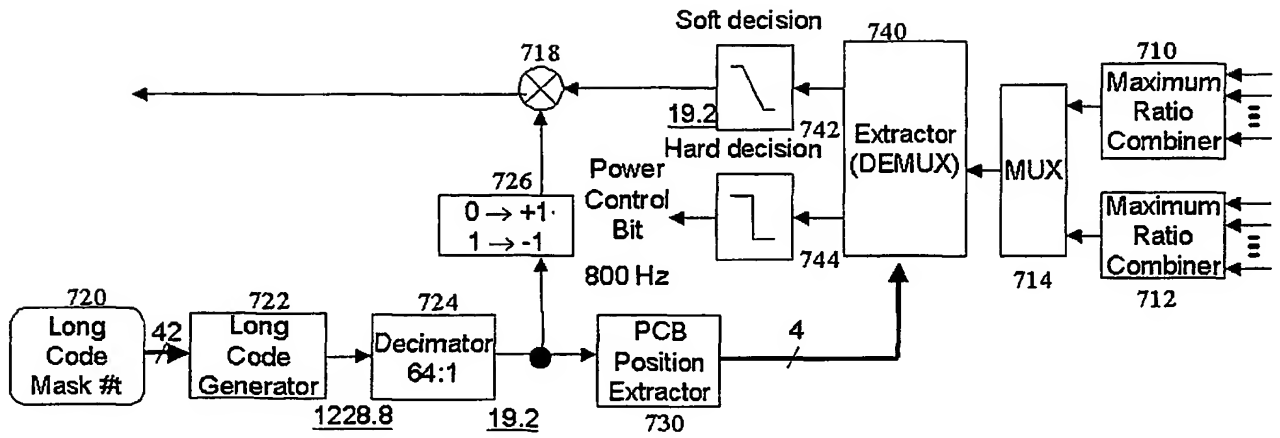 Soft decision
718
740
710
Maximum
Ratio
Combiner
19.2
742
Extractor
(DEMUX)
MUX
Hard decision
726
0 → +1
1 → -1
Power
Control
Bit
744
800 Hz
714
Maximum
Ratio
Combiner
712
720
Long
Code
Mask #t
42
722
Long
Code
Generator
1228.8
724
Decimator
64:1
19.2
PCB
Position
Extractor
730
4